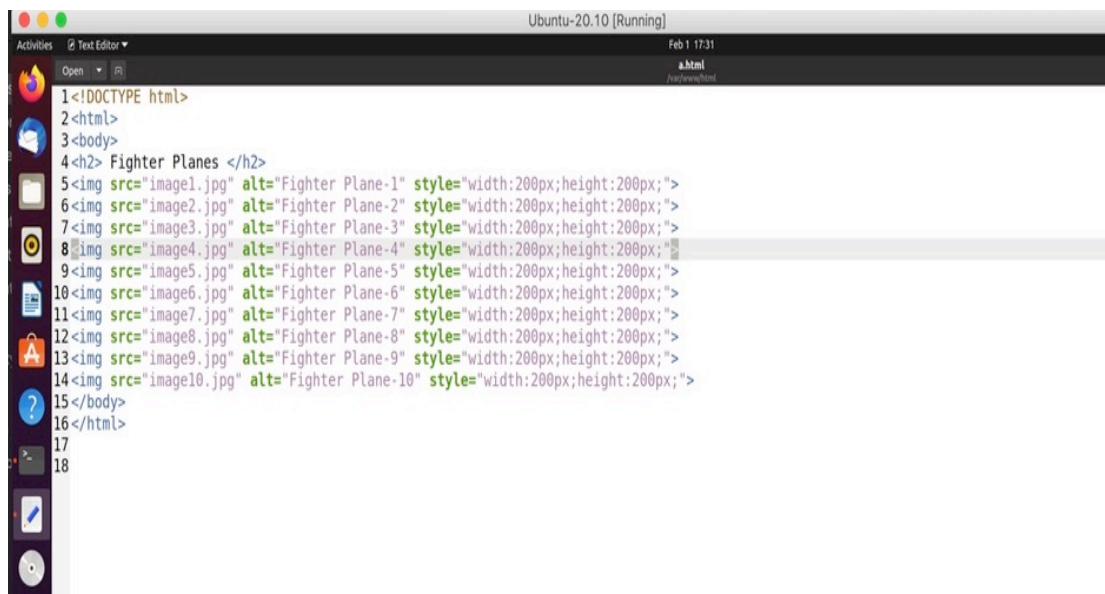 Ubuntu-20.10 [Running]
Activities Text Editor Feb 1 17:31
Open a.html
/var/www/html
1 <!DOCTYPE html>
2 <html>
3 <body>
4 <h2> Fighter Planes </h2>
5 <img src="image1.jpg" alt="Fighter Plane-1" style="width:200px;height:200px;">
6 <img src="image2.jpg" alt="Fighter Plane-2" style="width:200px;height:200px;">
7 <img src="image3.jpg" alt="Fighter Plane-3" style="width:200px;height:200px;">
8 <img src="image4.jpg" alt="Fighter Plane-4" style="width:200px;height:200px;">
9 <img src="image5.jpg" alt="Fighter Plane-5" style="width:200px;height:200px;">
10 <img src="image6.jpg" alt="Fighter Plane-6" style="width:200px;height:200px;">
11 <img src="image7.jpg" alt="Fighter Plane-7" style="width:200px;height:200px;">
12 <img src="image8.jpg" alt="Fighter Plane-8" style="width:200px;height:200px;">
13 <img src="image9.jpg" alt="Fighter Plane-9" style="width:200px;height:200px;">
14 <img src="image10.jpg" alt="Fighter Plane-10" style="width:200px;height:200px;">
15 </body>
16 </html>
17
18